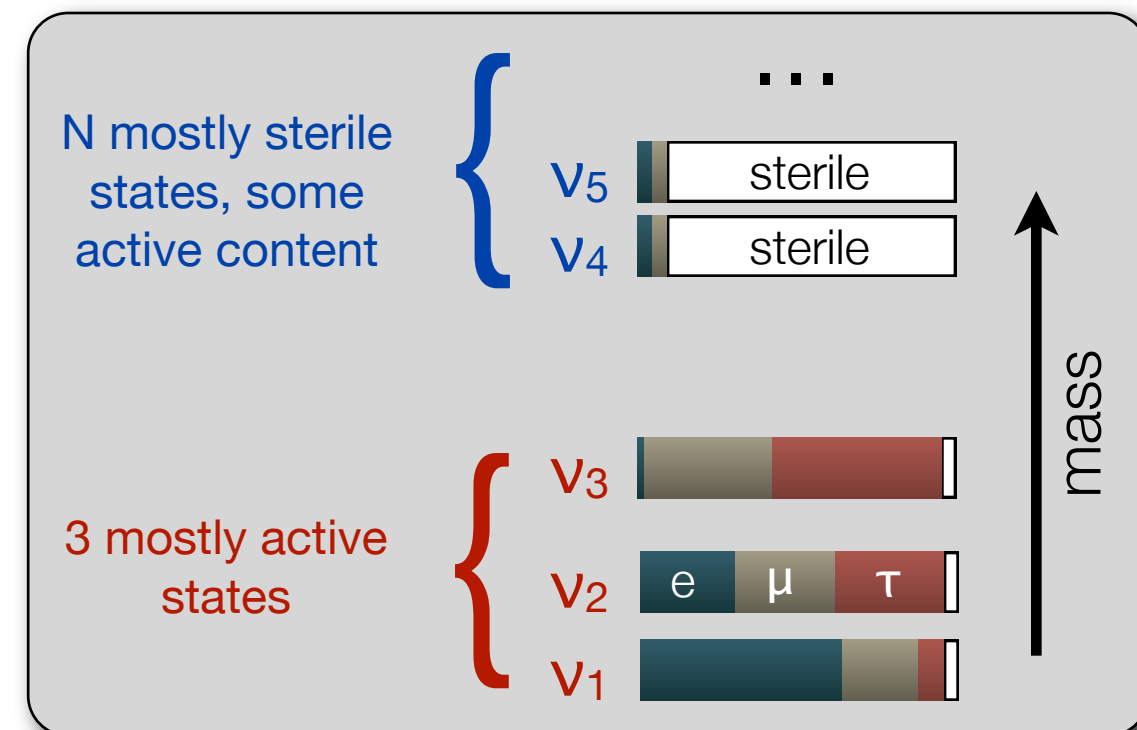 ...
N mostly sterile
states, some
active content
ν5 sterile
ν4 sterile
mass
ν3
3 mostly active
states
ν2 e μ τ
ν1